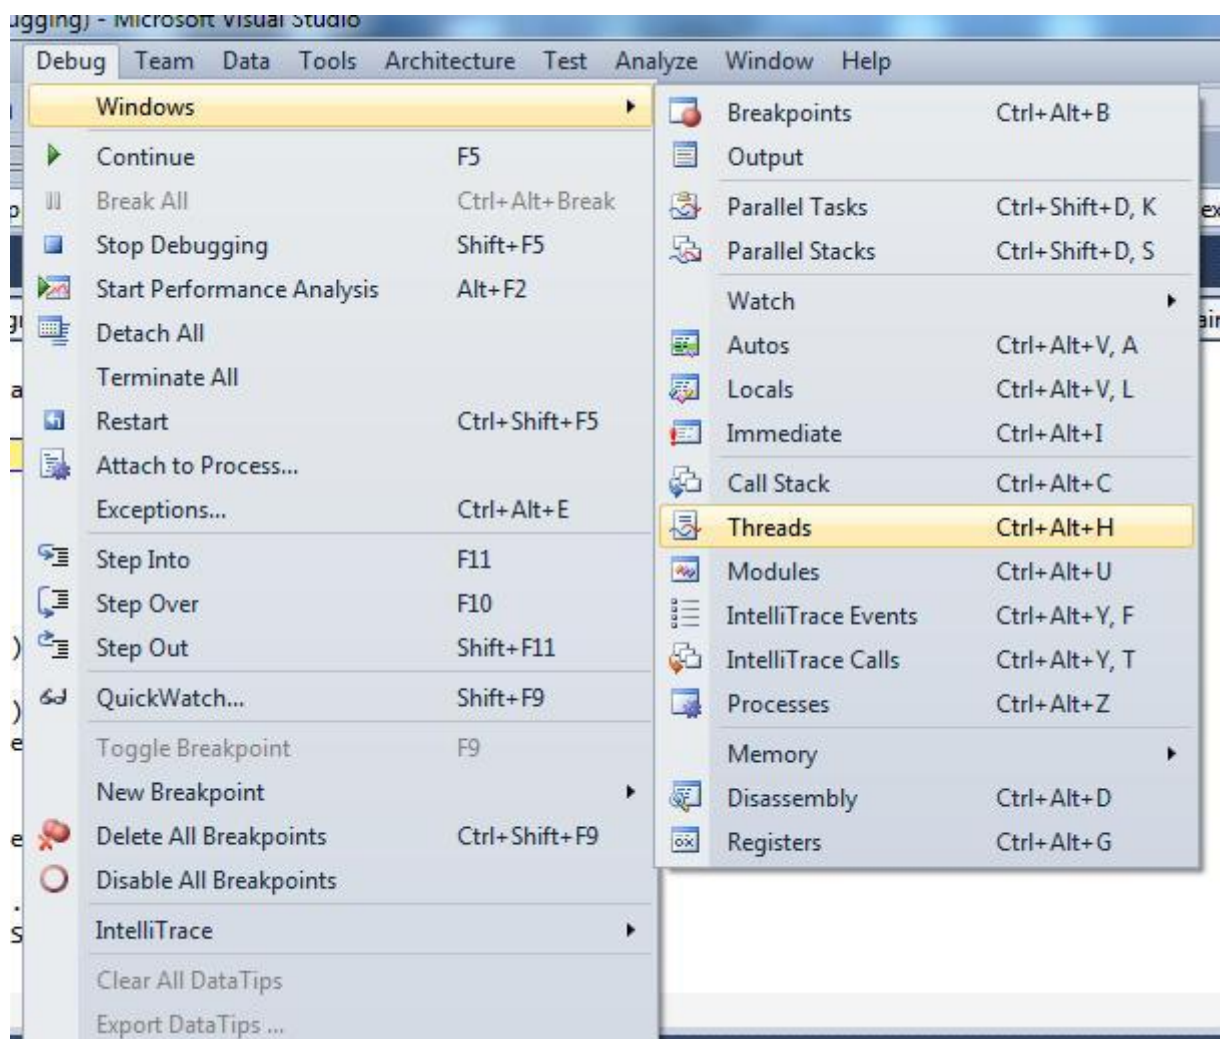 ugging) - Microsoft Visual Studio
Debug Team Data Tools Architecture Test Analyze Window Help
Windows
Continue F5
Break All Ctrl+Alt+Break
Stop Debugging Shift+F5
Start Performance Analysis Alt+F2
Detach All
Terminate All
Restart Ctrl+Shift+F5
Attach to Process...
Exceptions... Ctrl+Alt+E
Step Into F11
Step Over F10
Step Out Shift+F11
QuickWatch... Shift+F9
Toggle Breakpoint F9
New Breakpoint
Delete All Breakpoints Ctrl+Shift+F9
Disable All Breakpoints
IntelliTrace
Clear All DataTips
Export DataTips ...
Breakpoints Ctrl+Alt+B
Output
Parallel Tasks Ctrl+Shift+D, K
Parallel Stacks Ctrl+Shift+D, S
Watch
Autos Ctrl+Alt+V, A
Locals Ctrl+Alt+V, L
Immediate Ctrl+Alt+I
Call Stack Ctrl+Alt+C
Threads Ctrl+Alt+H
Modules Ctrl+Alt+U
IntelliTrace Events Ctrl+Alt+Y, F
IntelliTrace Calls Ctrl+Alt+Y, T
Processes Ctrl+Alt+Z
Memory
Disassembly Ctrl+Alt+D
Registers Ctrl+Alt+G